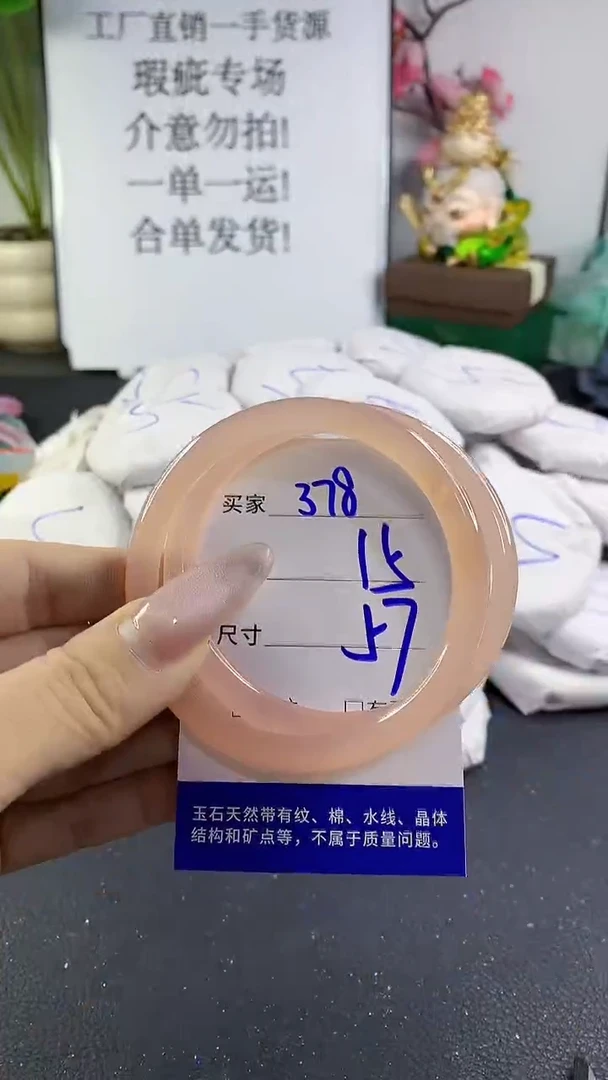 工厂直销一手货源
瑕疵专场
介意勿拍!
一单一运!
合单发货!
买家 378
15
尺寸 57
玉石天然带有纹、棉、水线、晶体
结构和矿点等，不属于质量问题。